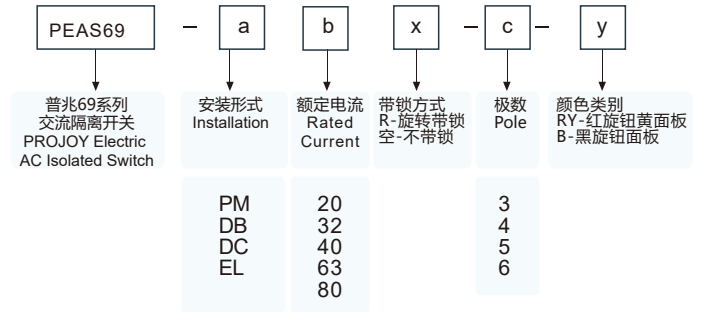 PEAS69 - a b x - c - y
普兆69系列
交流隔离开关
PROJOY Electric
AC Isolated Switch
安装形式
Installation
额定电流
Rated
Current
带锁方式
R-旋转带锁
空-不带锁
极数
Pole
颜色类别
RY-红旋钮黄面板
B-黑旋钮面板
PM
DB
DC
EL
20
32
40
63
80
3
4
5
6